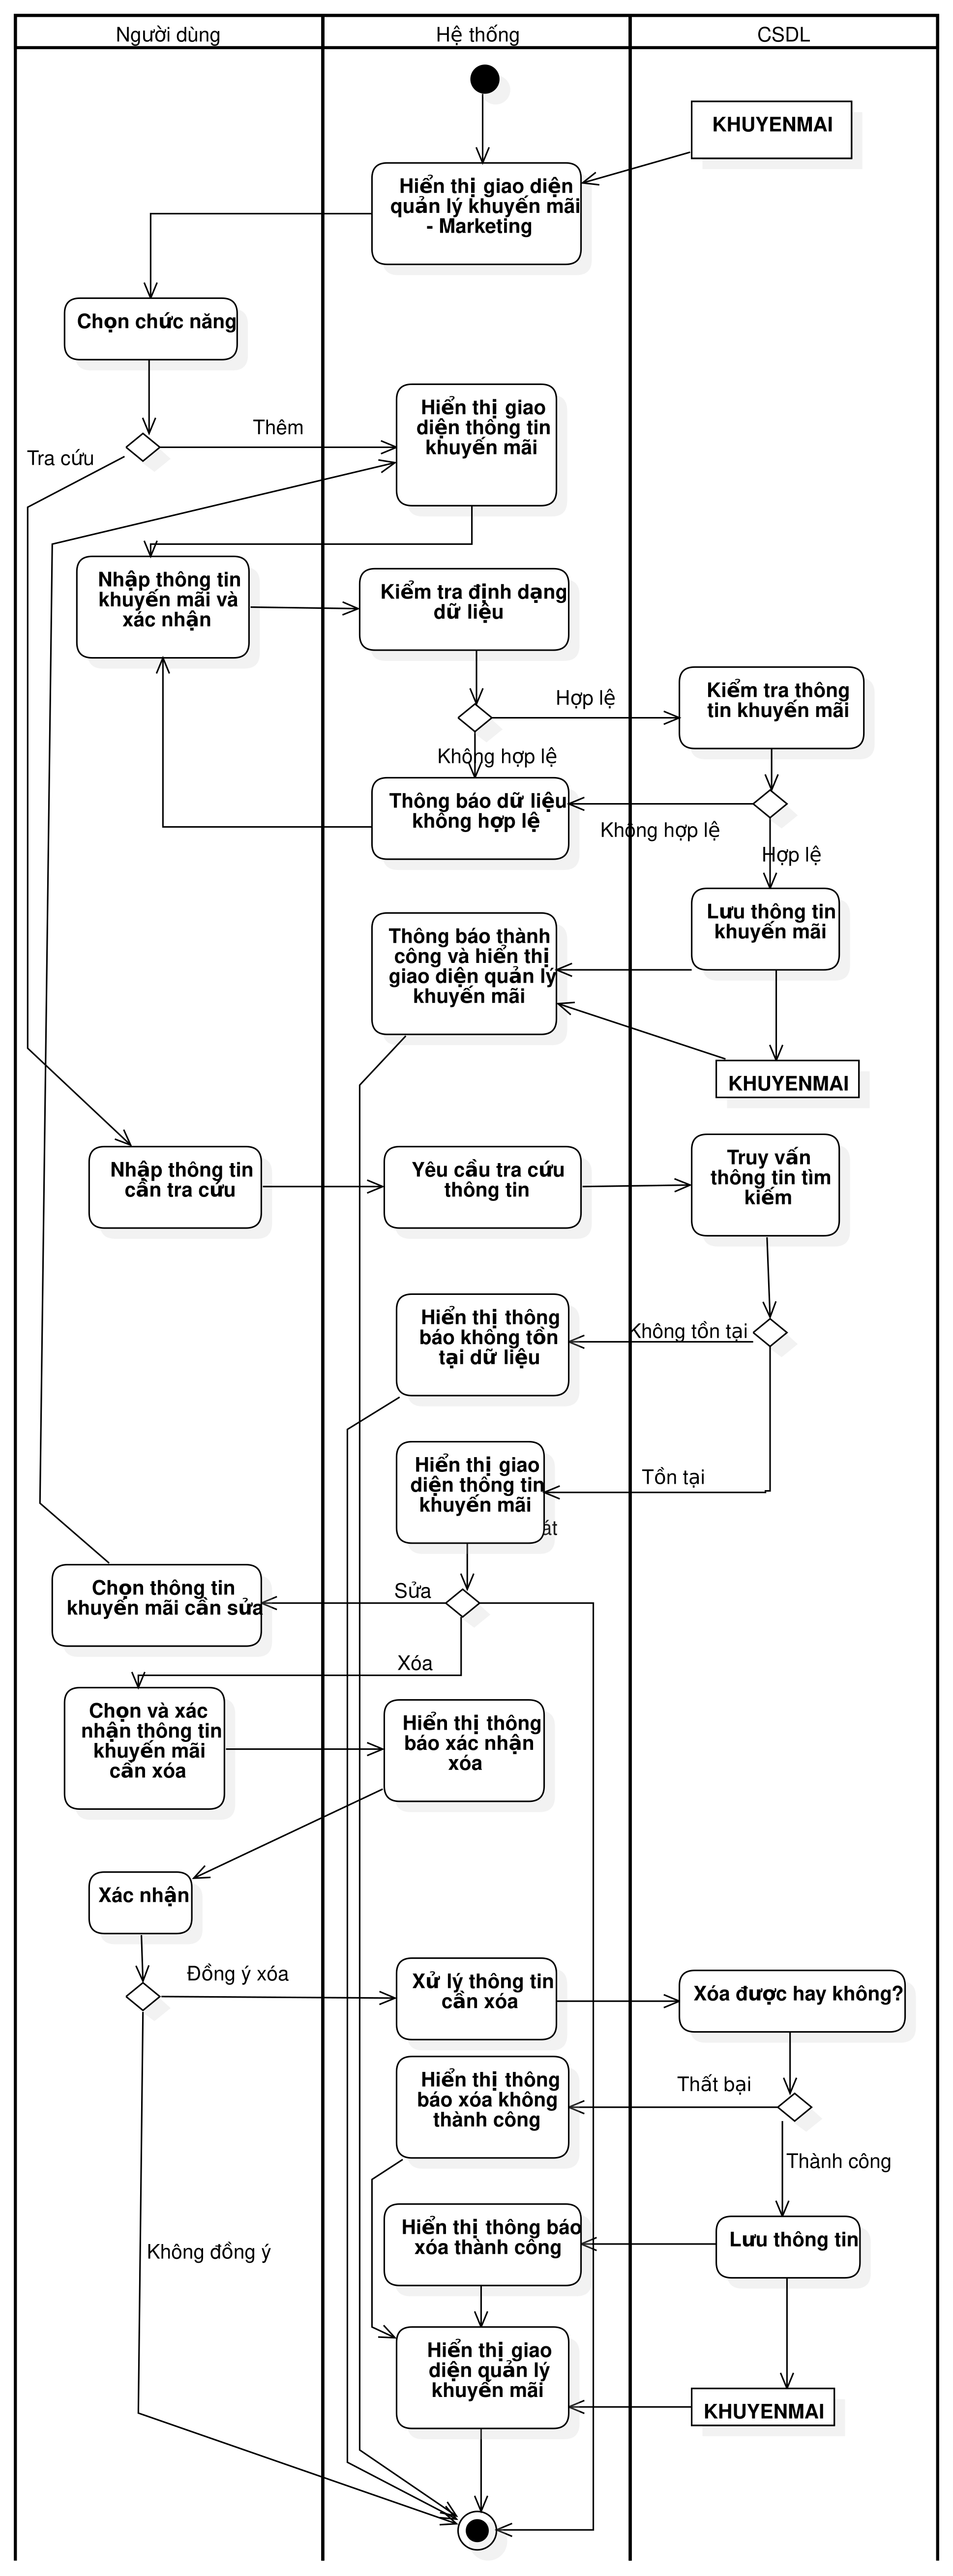 Người dùng
Hệ thống
CSDL
KHUYENMAI
Hiển thị giao diện
quản lý khuyến mãi
- Marketing
Chọn chức năng
Thêm
Tra cứu
Hiển thị giao
diện thông tin
khuyến mãi
Nhập thông tin
khuyến mãi và
xác nhận
Kiểm tra định dạng
dữ liệu
Hợp lệ
Không hợp lệ
Kiểm tra thông
tin khuyến mãi
Thông báo dữ liệu
không hợp lệ
Không hợp lệ
Hợp lệ
Lưu thông tin
khuyến mãi
Thông báo thành
công và hiển thị
giao diện quản lý
khuyến mãi
KHUYENMAI
Nhập thông tin
cần tra cứu
Yêu cầu tra cứu
thông tin
Truy vấn
thông tin tìm
kiếm
Không tồn tại
Hiển thị thông
báo không tồn
tại dữ liệu
Tồn tại
Hiển thị giao
diện thông tin
khuyến mãi
Sửa
Chọn thông tin
khuyến mãi cần sửa
Xóa
Chọn và xác
nhận thông tin
khuyến mãi
cần xóa
Hiển thị thông
báo xác nhận
xóa
Xác nhận
Đồng ý xóa
Xử lý thông tin
cần xóa
Xóa được hay không?
Thất bại
Hiển thị thông
báo xóa không
thành công
Thành công
Không đồng ý
Hiển thị thông báo
xóa thành công
Lưu thông tin
Hiển thị giao
diện quản lý
khuyến mãi
KHUYENMAI